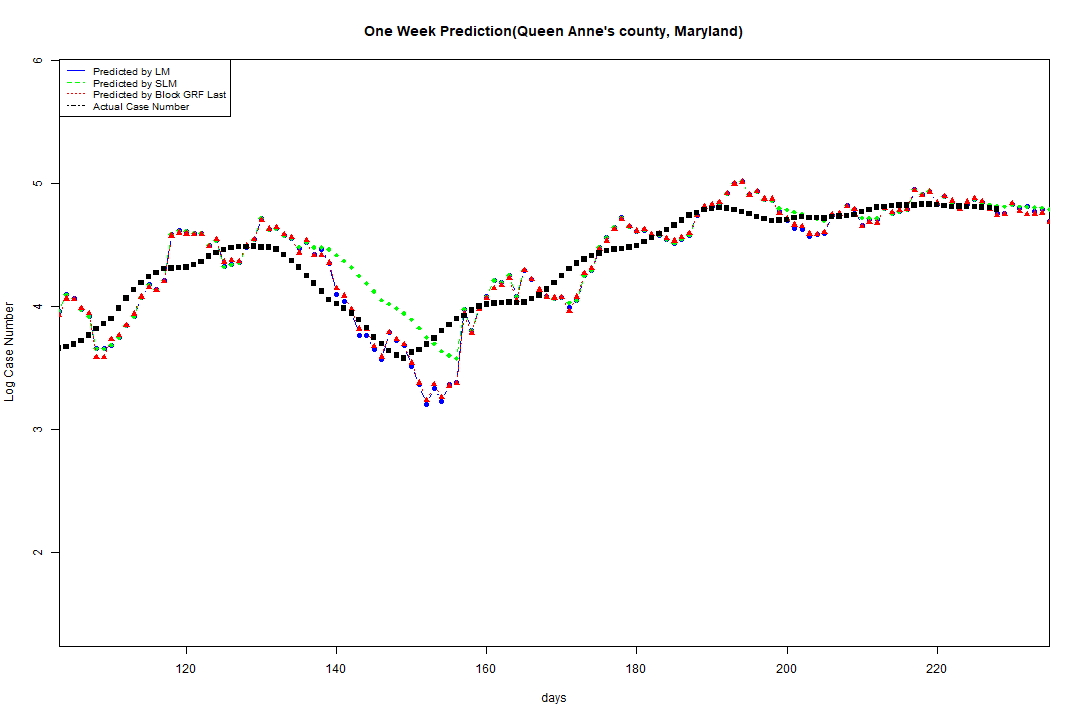 One Week Prediction(Queen Anne's county, Maryland)
Predicted by LM
Predicted by SLM
Predicted by Block GRF Last
Actual Case Number
6
5
4
3
2
Log Case Number
120 140 160 180 200 220
days